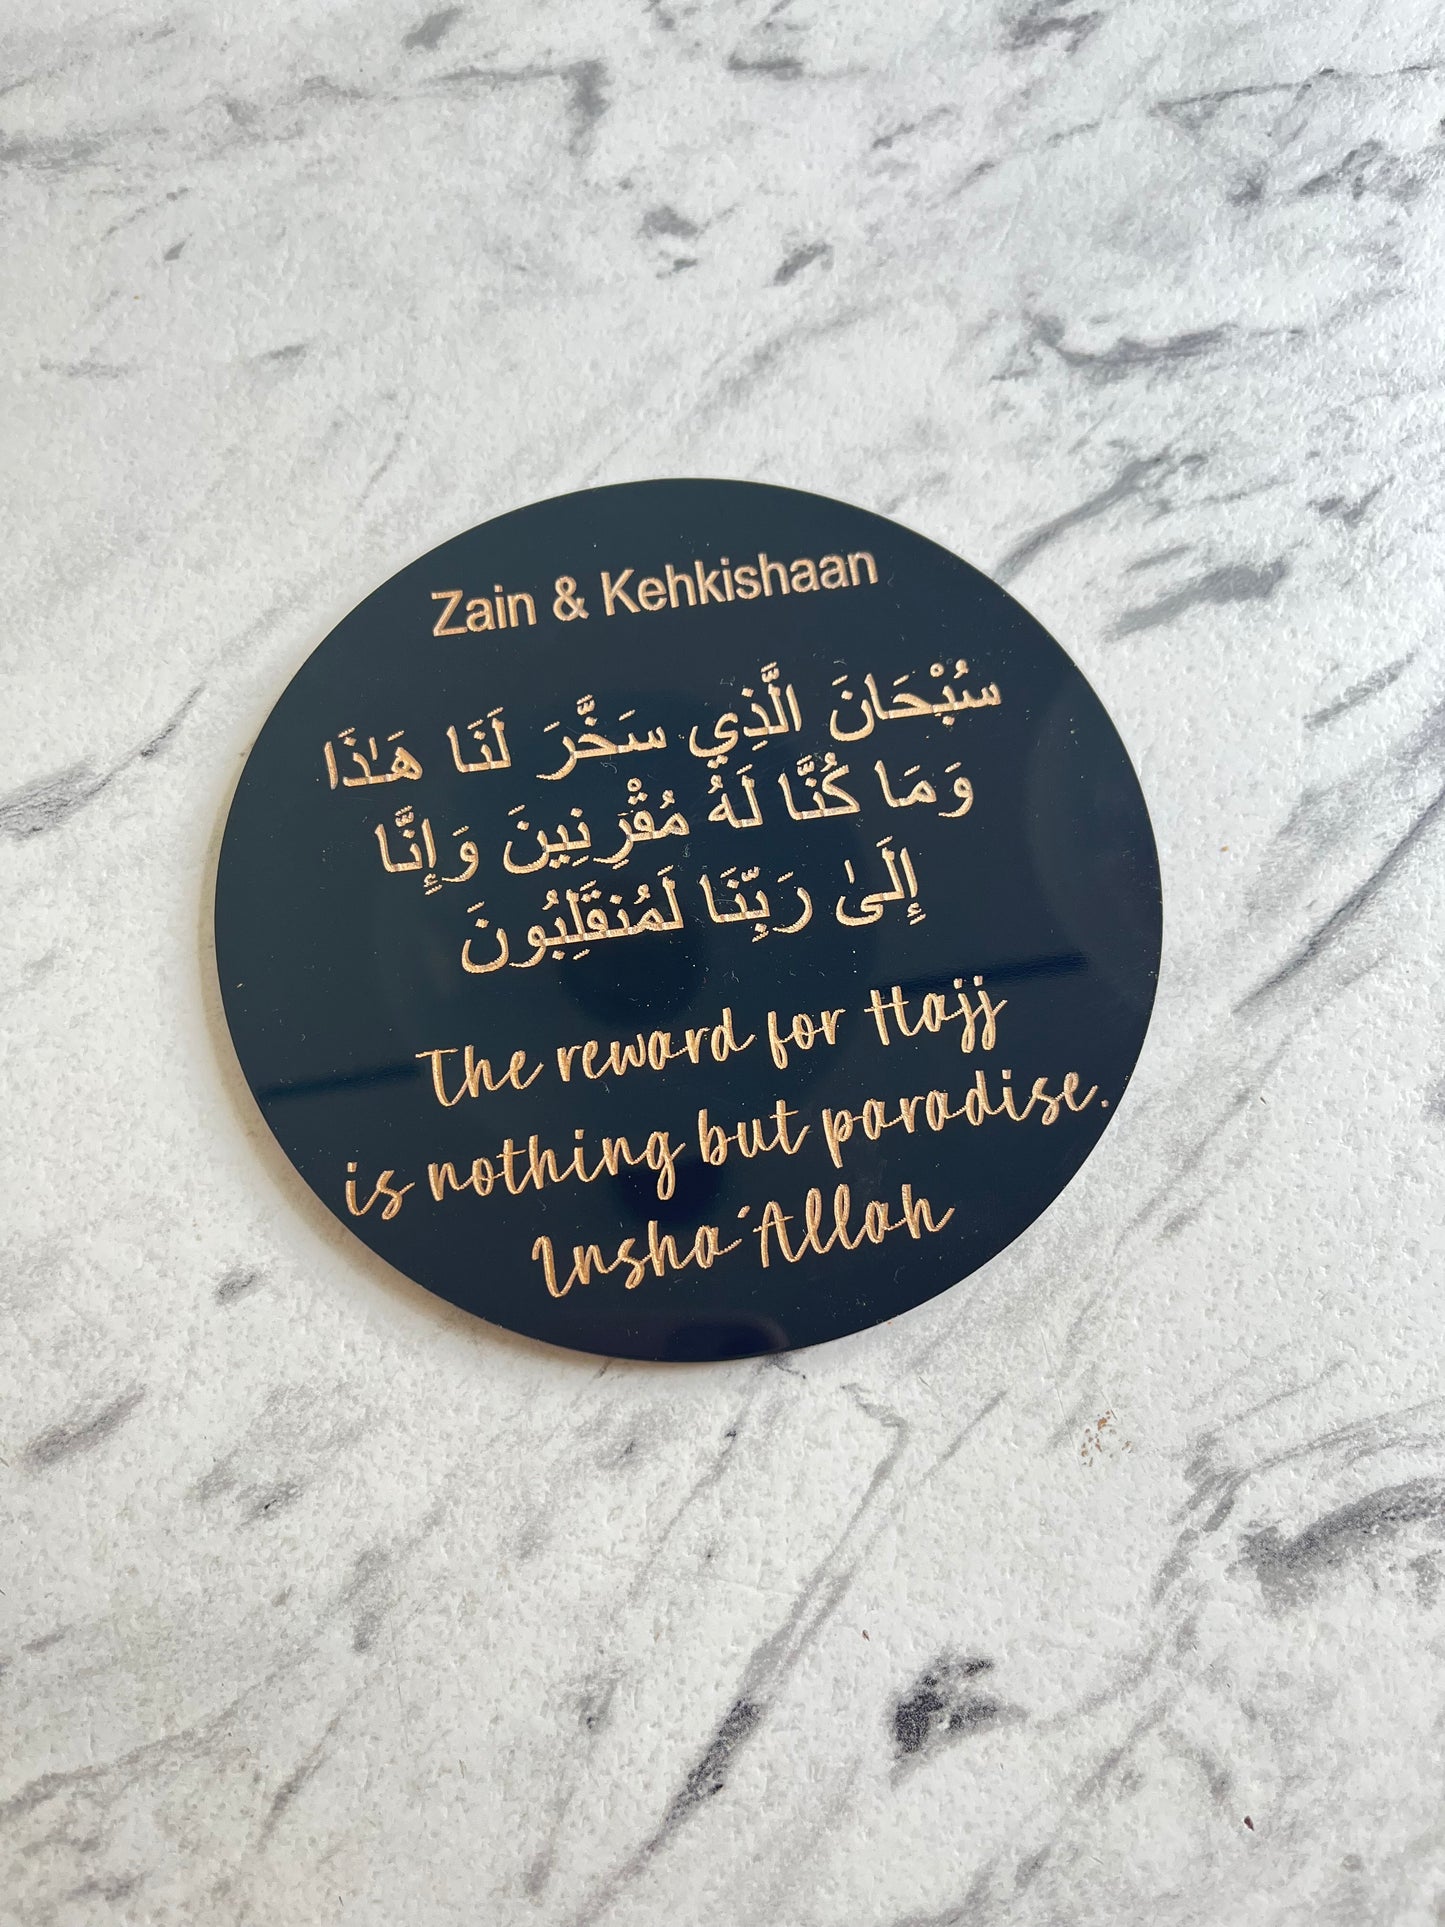 Zain & Kehkishaan
سُبْحَانَ الَّذِي سَخَّرَ لَنَا هَٰذَا
وَمَا كُنَّا لَهُ مُقْرِنِينَ وَإِنَّا
إِلَىٰ رَبِّنَا لَمُنقَلِبُونَ
The reward for Hajj
is nothing but paradise.
Insha'Allah